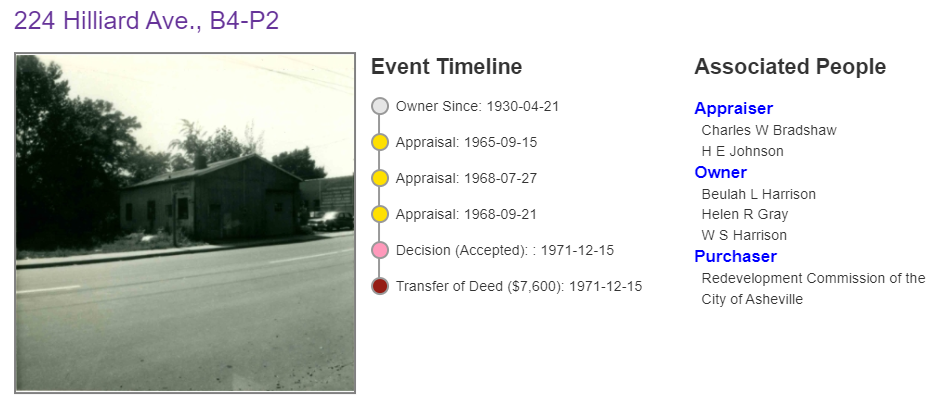 224 Hilliard Ave., B4-P2
Event Timeline
Owner Since: 1930-04-21
Appraisal: 1965-09-15
Appraisal: 1968-07-27
Appraisal: 1968-09-21
Decision (Accepted): : 1971-12-15
Transfer of Deed ($7,600): 1971-12-15
Associated People
Appraiser
Charles W Bradshaw
H E Johnson
Owner
Beulah L Harrison
Helen R Gray
W S Harrison
Purchaser
Redevelopment Commission of the
City of Asheville